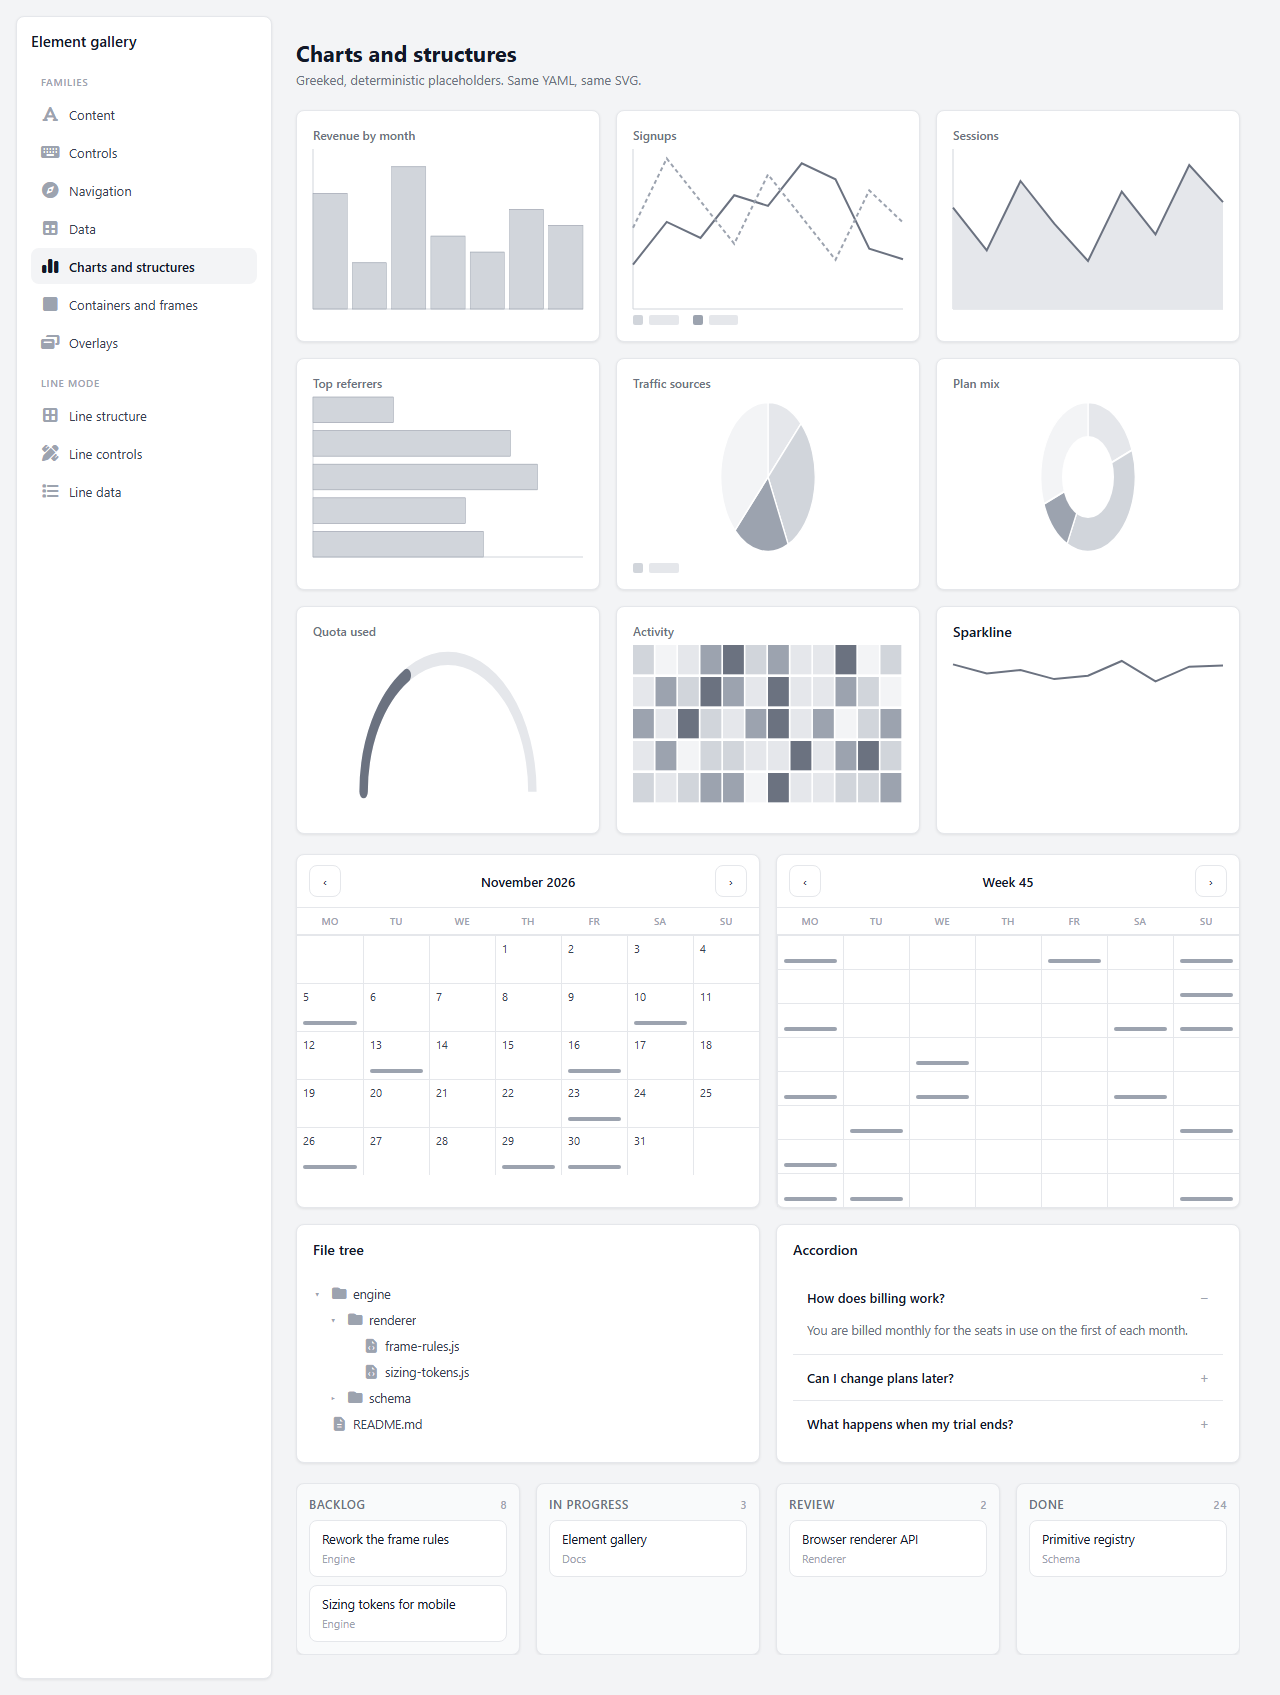 Element gallery
FAMILIES
Content
Controls
Navigation
Data
Charts and structures
Containers and frames
Overlays
LINE MODE
Line structure
Line controls
Line data
Charts and structures
Greeked, deterministic placeholders. Same YAML, same SVG.
Revenue by month
Signups
Sessions
Top referrers
Traffic sources
Plan mix
Quota used
Activity
Sparkline
‹ November 2026 ›
MO TU WE TH FR SA SU
1 2 3 4
5 6 7 8 9 10 11
12 13 14 15 16 17 18
19 20 21 22 23 24 25
26 27 28 29 30 31
‹ Week 45 ›
MO TU WE TH FR SA SU
File tree
engine
renderer
frame-rules.js
sizing-tokens.js
schema
README.md
Accordion
How does billing work? −
You are billed monthly for the seats in use on the first of each month.
Can I change plans later? +
What happens when my trial ends? +
BACKLOG 8
Rework the frame rules
Engine
Sizing tokens for mobile
Engine
IN PROGRESS 3
Element gallery
Docs
REVIEW 2
Browser renderer API
Renderer
DONE 24
Primitive registry
Schema